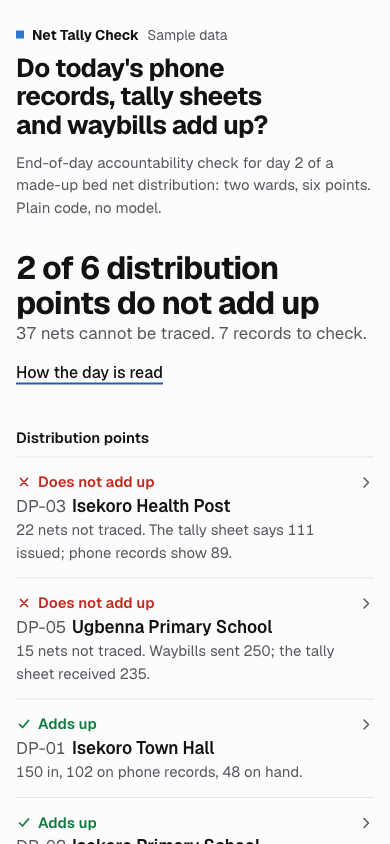 Net Tally Check Sample data
Do today's phone
records, tally sheets
and waybills add up?
End-of-day accountability check for day 2 of a
made-up bed net distribution: two wards, six points.
Plain code, no model.
2 of 6 distribution
points do not add up
37 nets cannot be traced. 7 records to check.
How the day is read
Distribution points
Does not add up
DP-03 Isekoro Health Post
22 nets not traced. The tally sheet says 111
issued; phone records show 89.
Does not add up
DP-05 Ugbenna Primary School
15 nets not traced. Waybills sent 250; the tally
sheet received 235.
Adds up
DP-01 Isekoro Town Hall
150 in, 102 on phone records, 48 on hand.
Adds up
DP-02 Isekoro Primary School